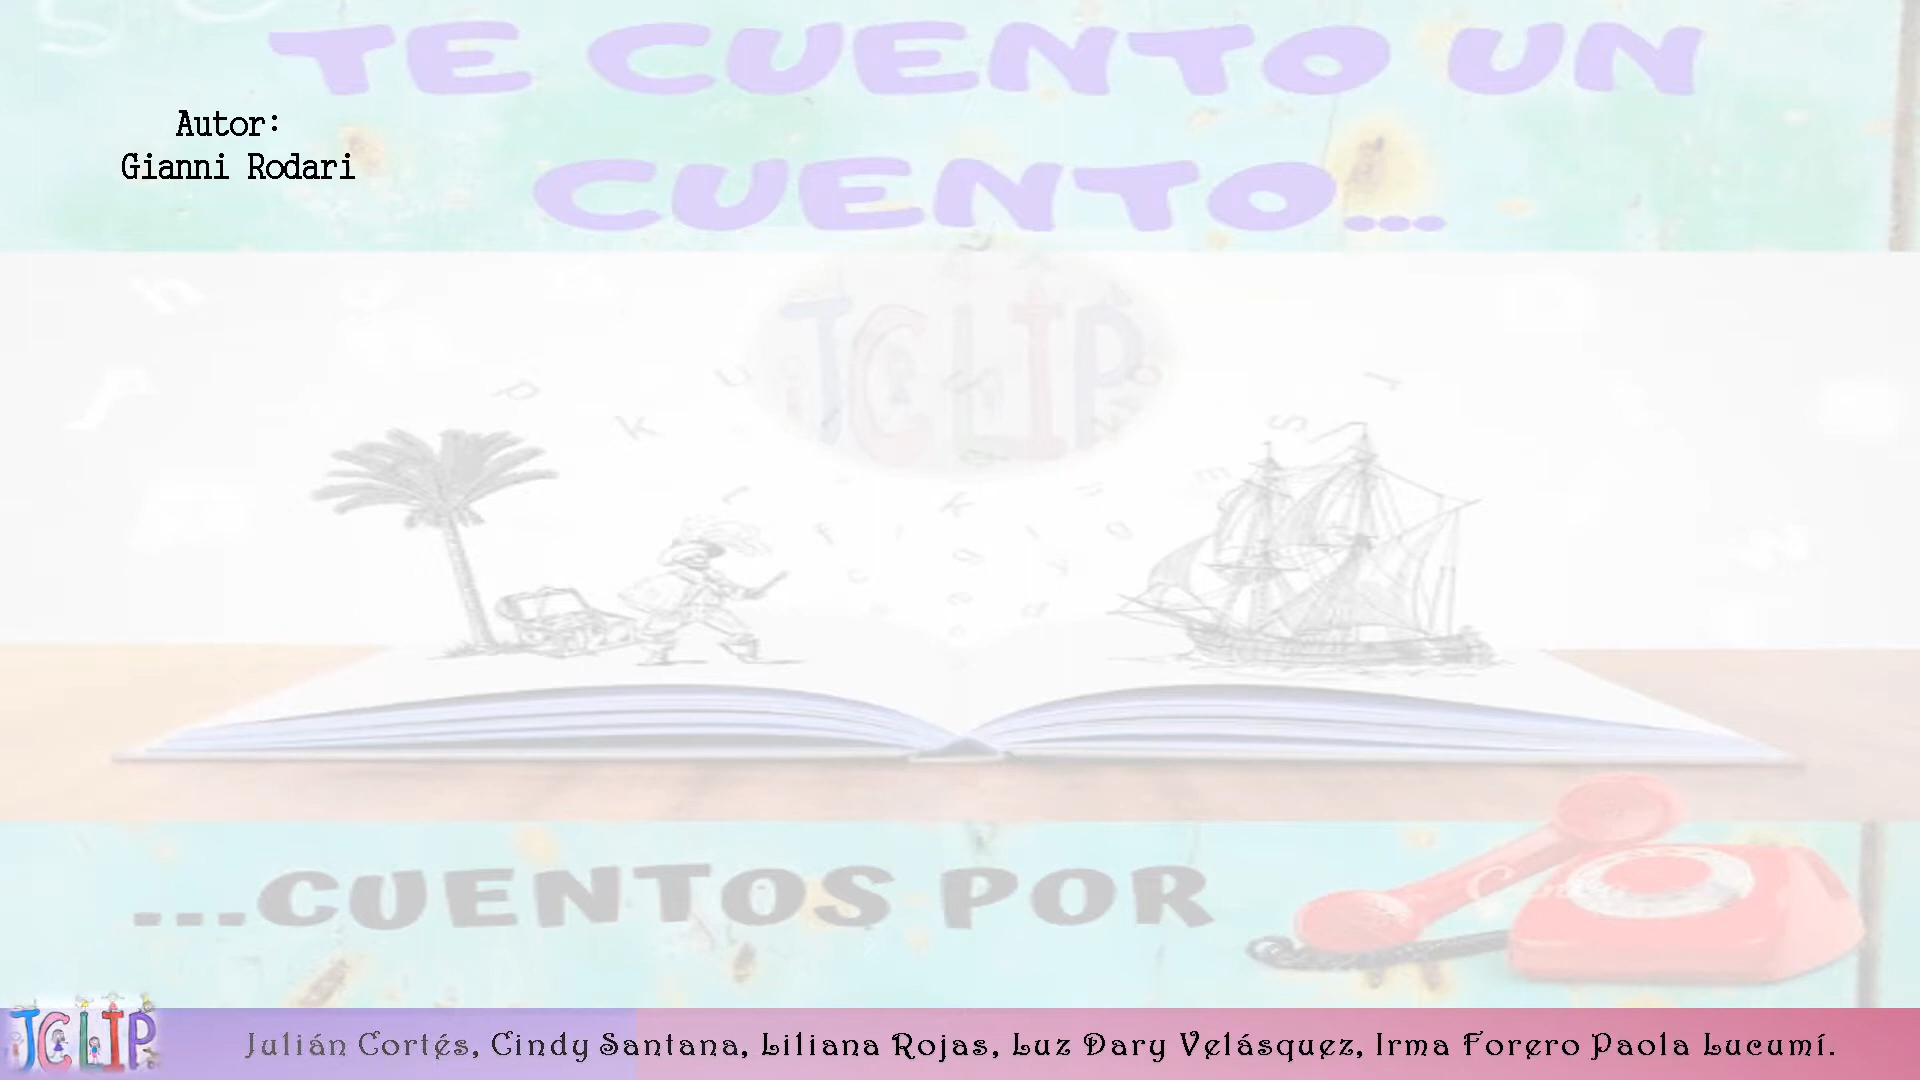 TE CUENTO UN
Autor:
Gianni Rodari
CUENTO...
JCLIP
...CUENTOS POR
JCLIP
Julián Cortés, Cindy Santana, Liliana Rojas, Luz Dary Velásquez, Irma Forero Paola Lucumí.